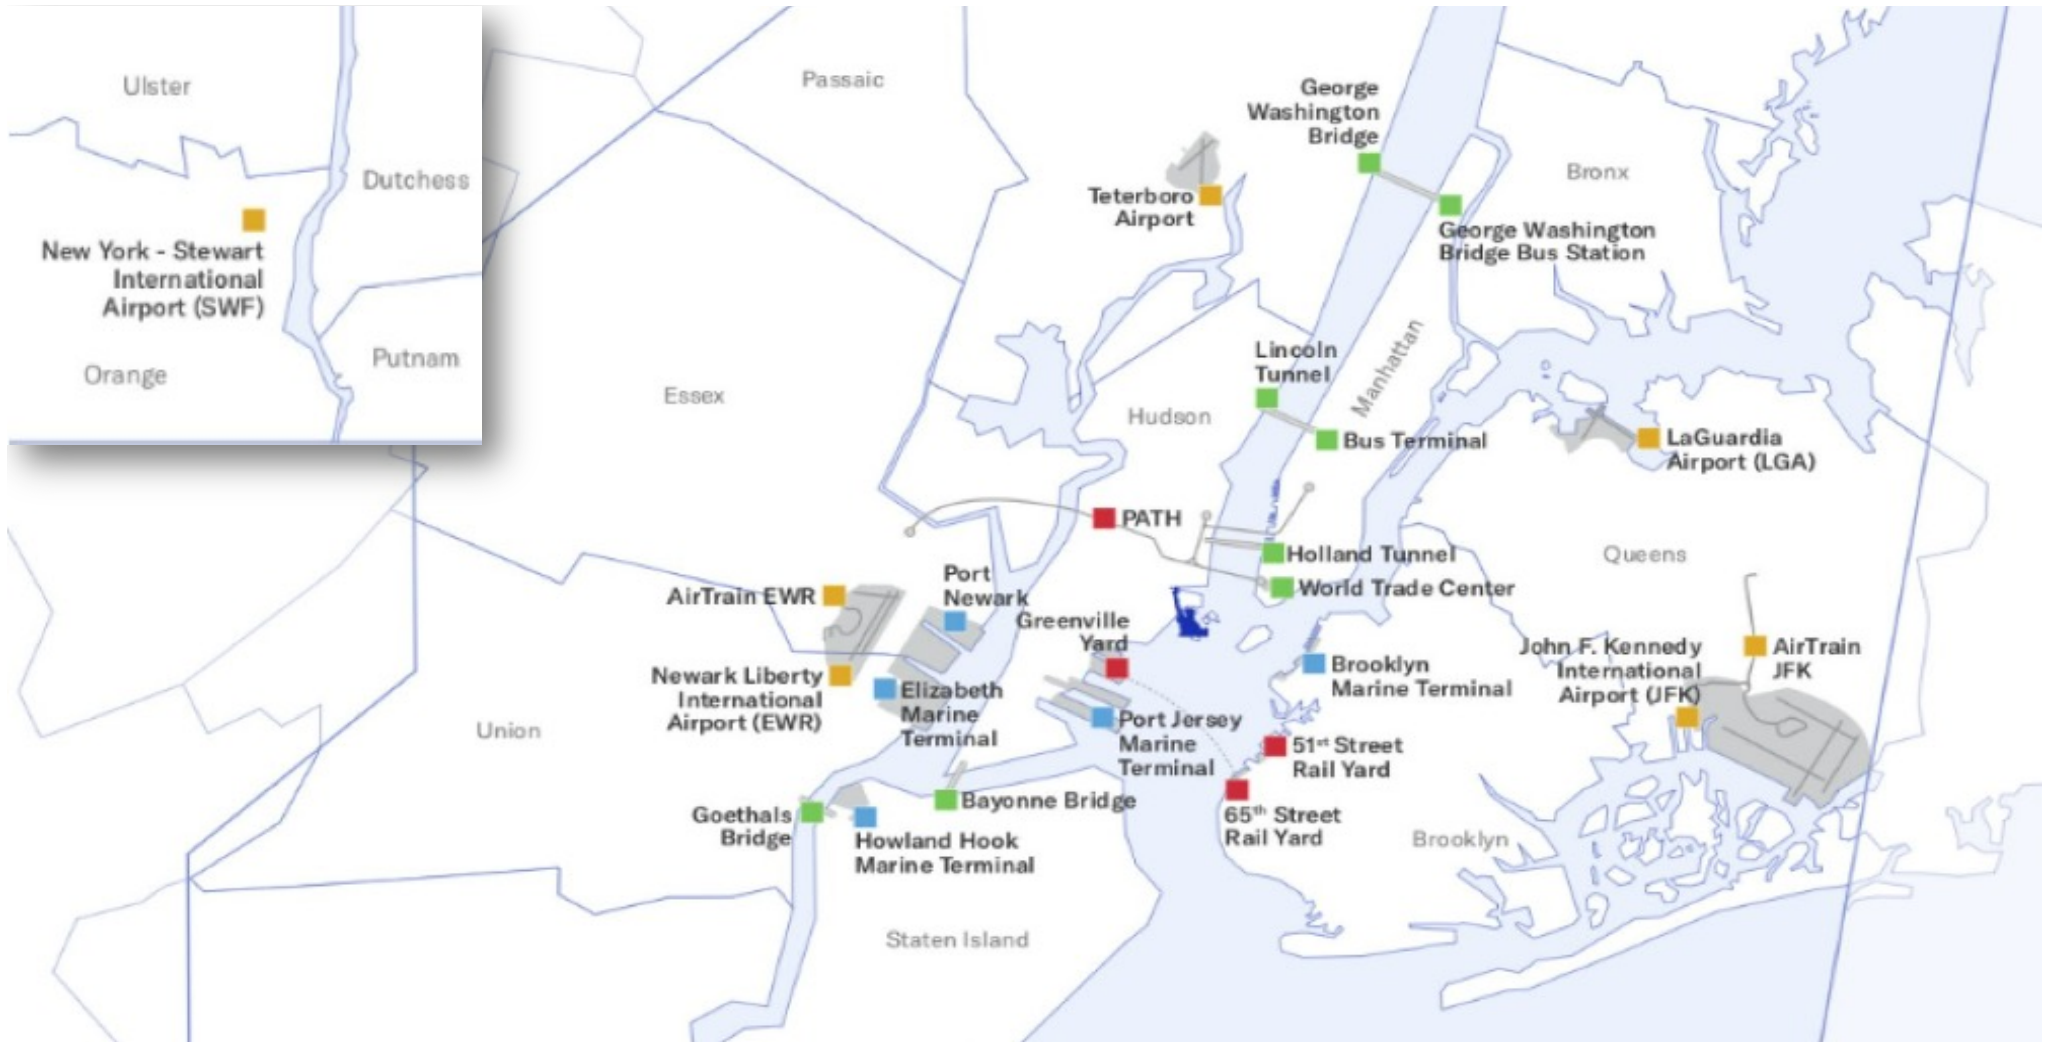 Ulster
Dutchess
New York - Stewart
International
Airport (SWF)
Putnam
Orange
Passaic
George
Washington
Bridge
Bronx
Teterboro
Airport
George Washington
Bridge Bus Station
Lincoln
Tunnel
Manhattan
Essex
Hudson
Bus Terminal
LaGuardia
Airport (LGA)
PATH
Holland Tunnel
Queens
World Trade Center
AirTrain EWR
Port
Newark
Greenville
Yard
Newark Liberty
International
Airport (EWR)
Elizabeth
Marine
Terminal
Brooklyn
Marine Terminal
John F. Kennedy
International
Airport (JFK)
AirTrain
JFK
Union
Port Jersey
Marine
Terminal
51st Street
Rail Yard
65th Street
Rail Yard
Goethals
Bridge
Bayonne Bridge
Howland Hook
Marine Terminal
Brooklyn
Staten Island